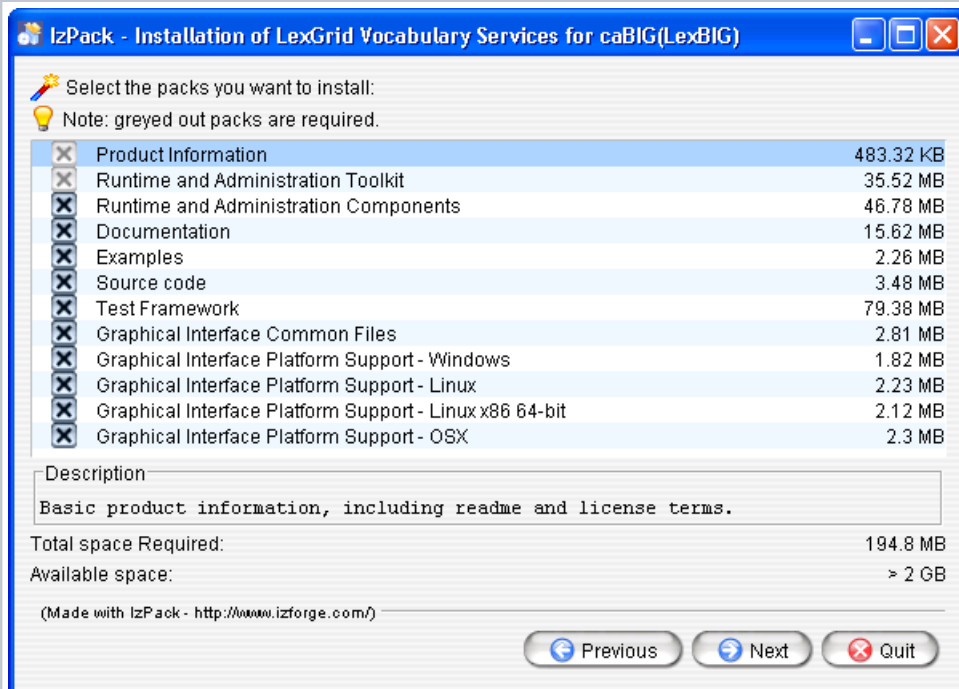 IzPack - Installation of LexGrid Vocabulary Services for caBIG(LexBIG)
Select the packs you want to install:
Note: greyed out packs are required.
Product Information 483.32 KB
Runtime and Administration Toolkit 35.52 MB
Runtime and Administration Components 46.78 MB
Documentation 15.62 MB
Examples 2.26 MB
Source code 3.48 MB
Test Framework 79.38 MB
Graphical Interface Common Files 2.81 MB
Graphical Interface Platform Support - Windows 1.82 MB
Graphical Interface Platform Support - Linux 2.23 MB
Graphical Interface Platform Support - Linux x86 64-bit 2.12 MB
Graphical Interface Platform Support - OSX 2.3 MB
Description
Basic product information, including readme and license terms.
Total space Required: 194.8 MB
Available space: > 2 GB
(Made with IzPack - http://www.izforge.com/)
Previous Next Quit